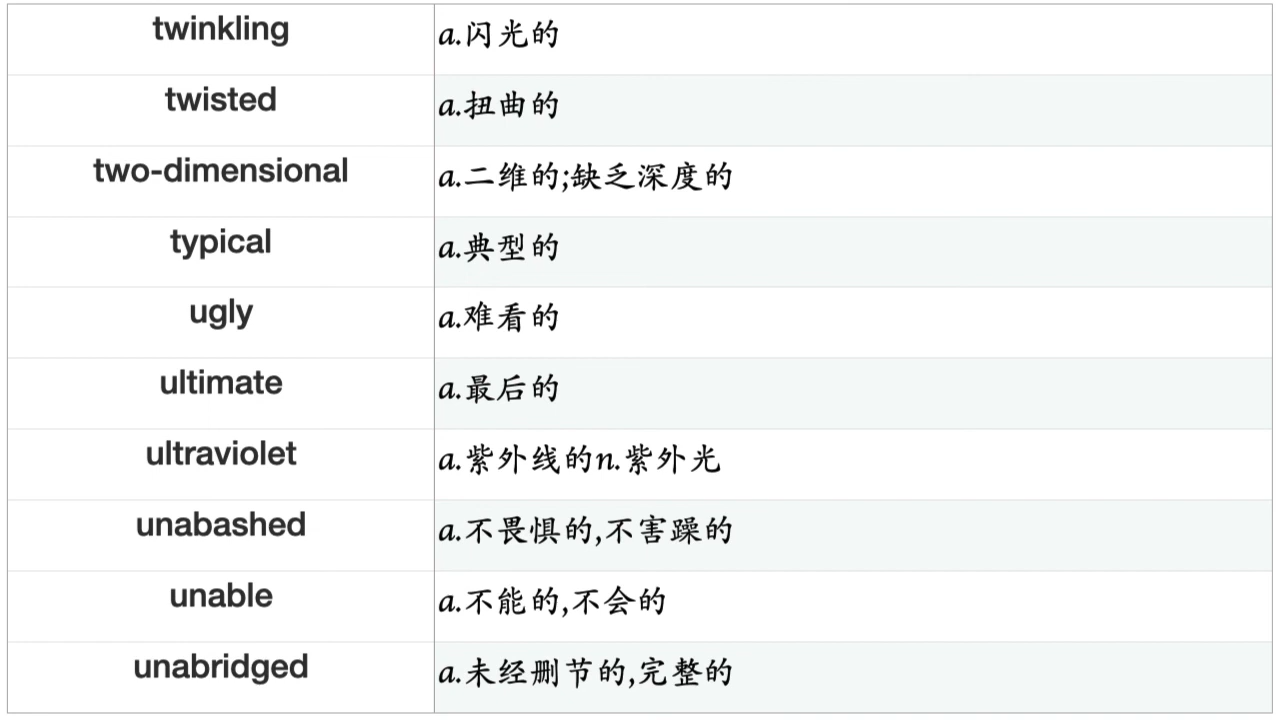 twinkling a.闪光的
twisted a.扭曲的
two-dimensional a.二维的;缺乏深度的
typical a.典型的
ugly a.难看的
ultimate a.最后的
ultraviolet a.紫外线的n.紫外光
unabashed a.不畏惧的,不害躁的
unable a.不能的,不会的
unabridged a.未经删节的,完整的